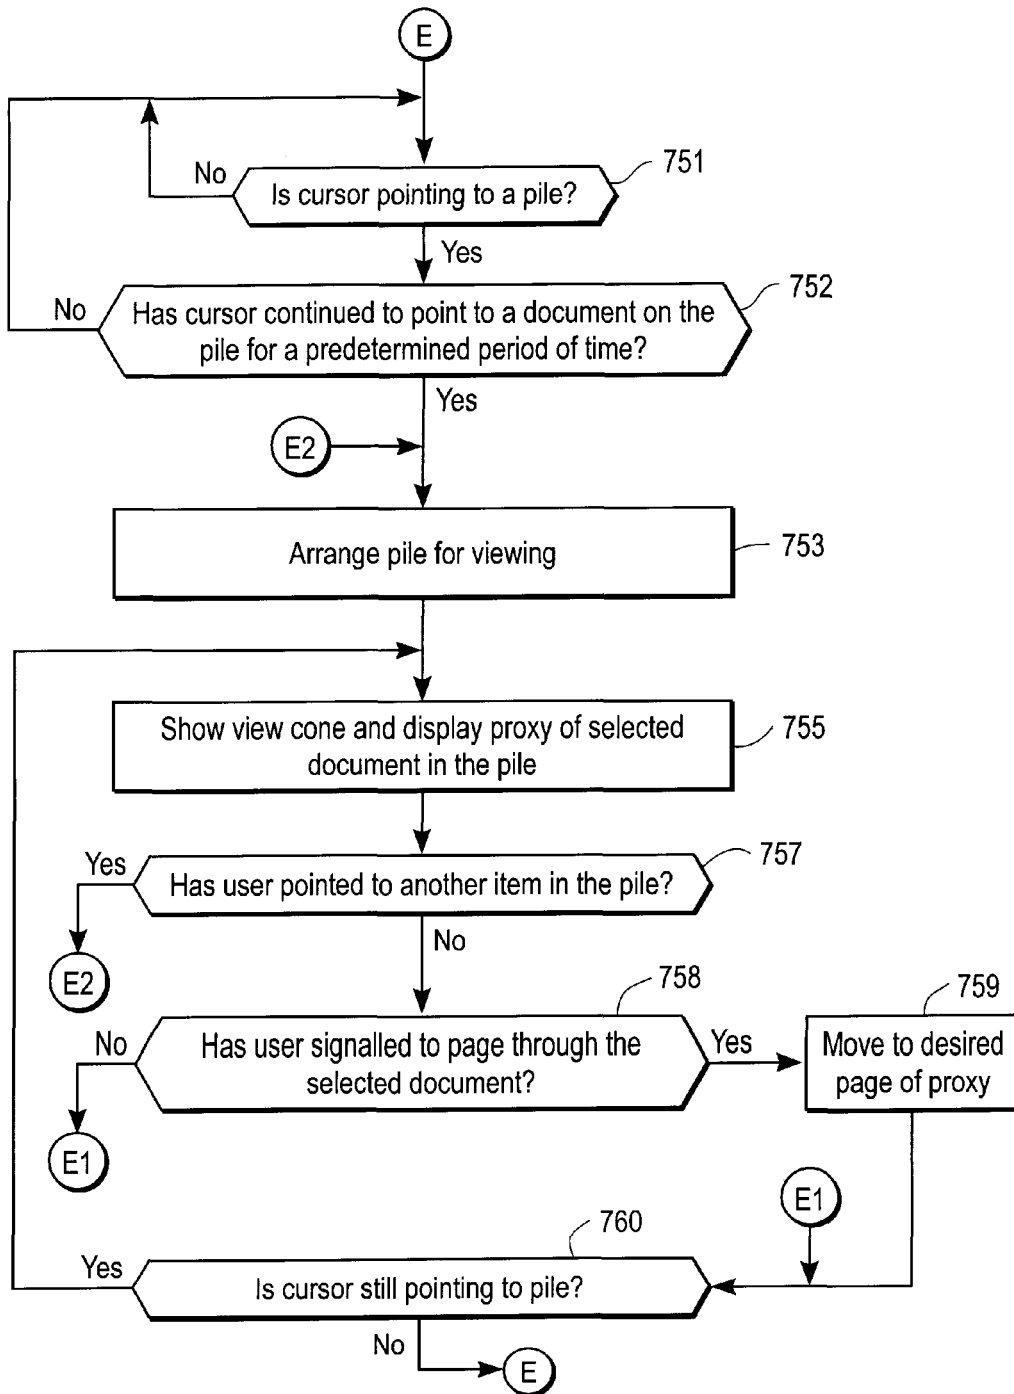 E
No
Is cursor pointing to a pile?
751
Yes
No
Has cursor continued to point to a document on the
pile for a predetermined period of time?
752
Yes
E2
Arrange pile for viewing
753
Show view cone and display proxy of selected
document in the pile
755
Yes
Has user pointed to another item in the pile?
757
E2
No
758
759
No
Has user signalled to page through the
selected document?
Yes
Move to desired
page of proxy
E1
E1
760
Yes
Is cursor still pointing to pile?
No
E